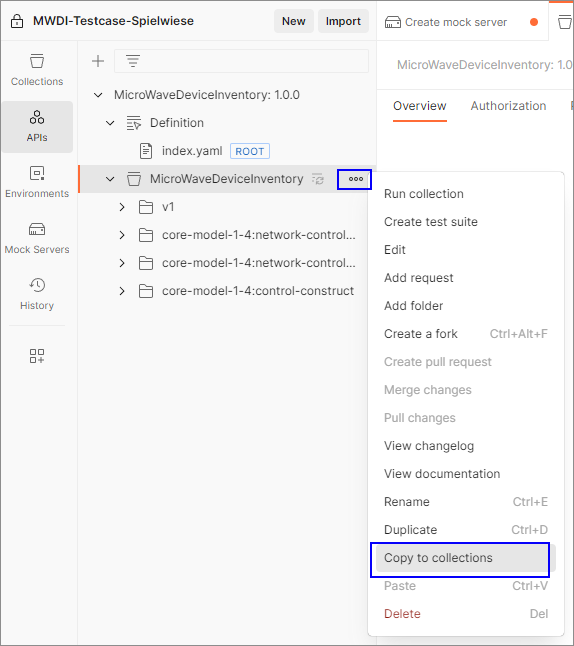 MWDI-Testcase-Spielwiese
New
Import
Create mock server
Collections
APIs
Environments
Mock Servers
History
MicroWaveDeviceInventory: 1.0.0
Definition
index.yaml ROOT
MicroWaveDeviceInventory
v1
core-model-1-4:network-control...
core-model-1-4:network-control...
core-model-1-4:control-construct
MicroWaveDeviceInventory: 1.0
Overview
Authorization
Run collection
Create test suite
Edit
Add request
Add folder
Create a fork Ctrl+Alt+F
Create pull request
Merge changes
Pull changes
View changelog
View documentation
Rename Ctrl+E
Duplicate Ctrl+D
Copy to collections
Paste Ctrl+V
Delete Del